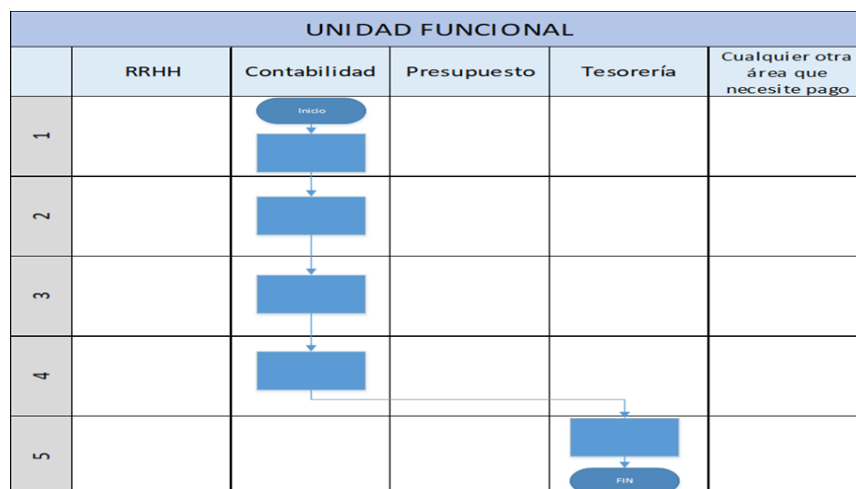 UNIDAD FUNCIONAL
RRHH
Contabilidad
Presupuesto
Tesorería
Cualquier otra
área que
necesite pago
1
Inicio
2
3
4
5
FIN